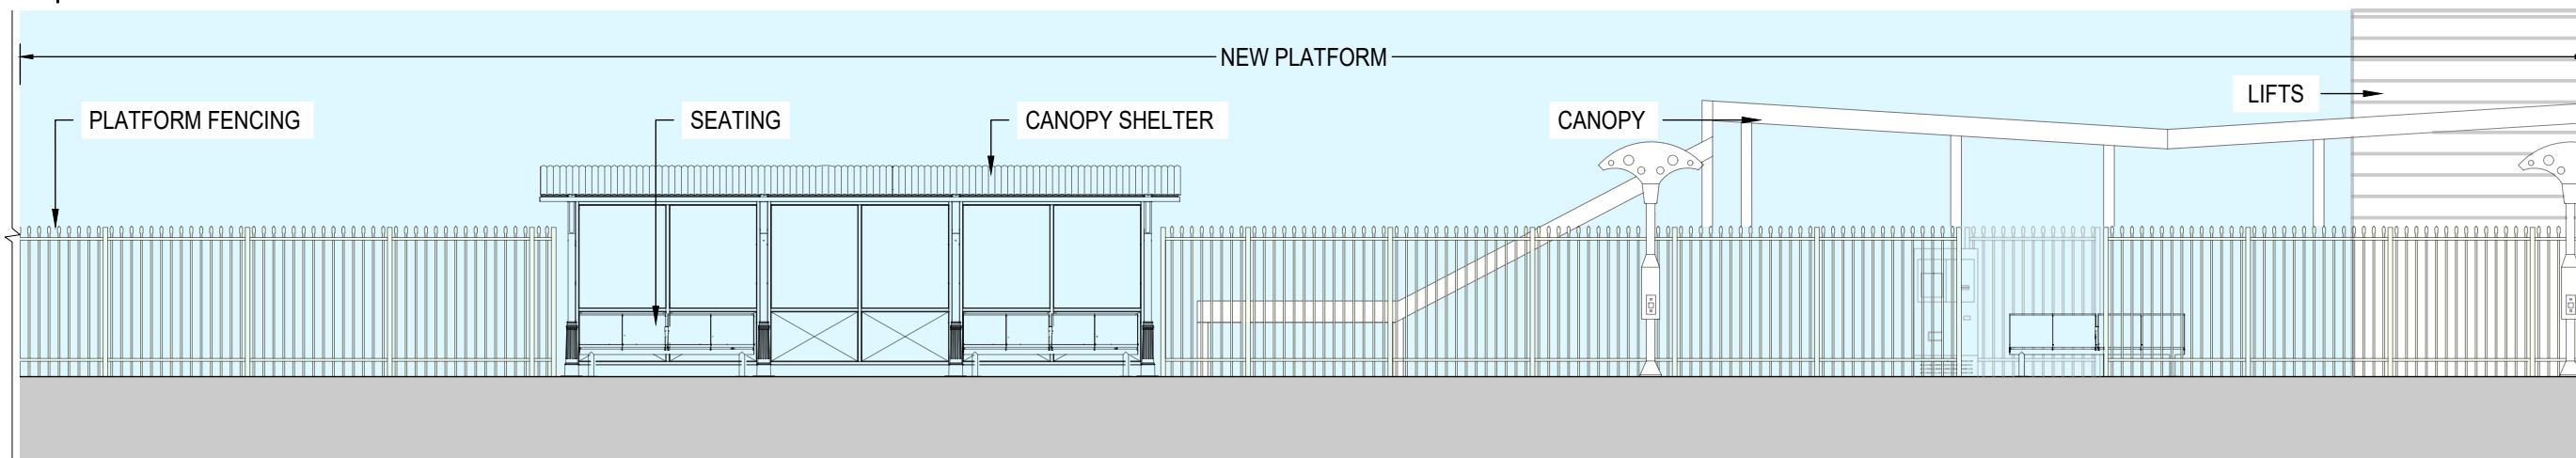 NEW PLATFORM
LIFTS
PLATFORM FENCING
SEATING
CANOPY SHELTER
CANOPY